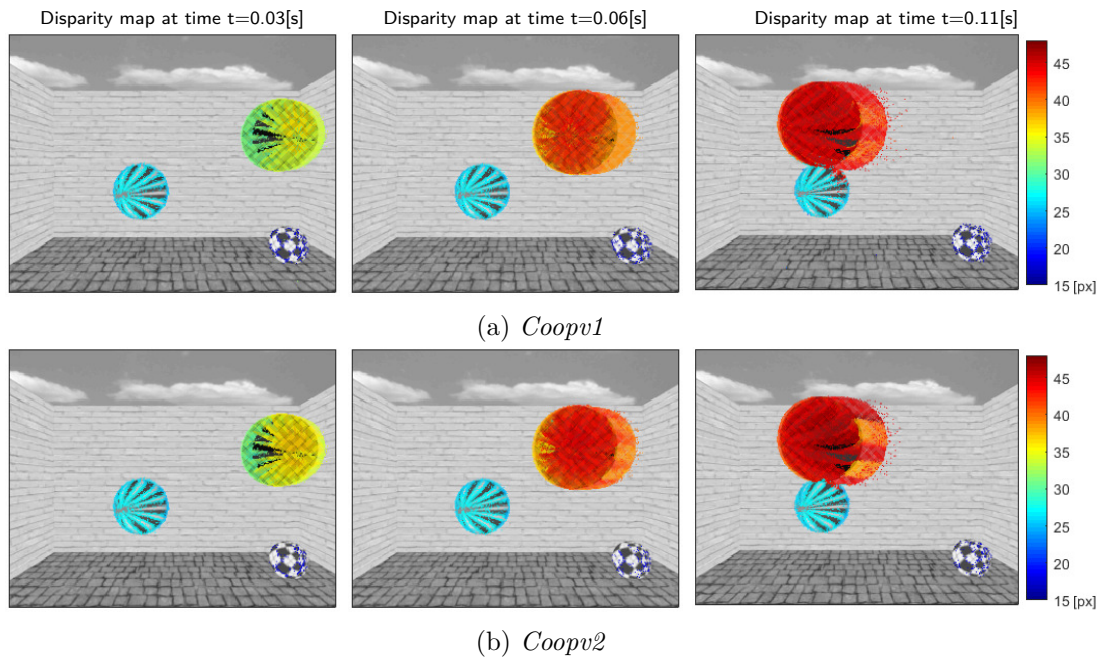 Disparity map at time t=0.03[s]
Disparity map at time t=0.06[s]
Disparity map at time t=0.11[s]
45
40
35
30
25
20
15 [px]
(a) Coopv1
45
40
35
30
25
20
15 [px]
(b) Coopv2